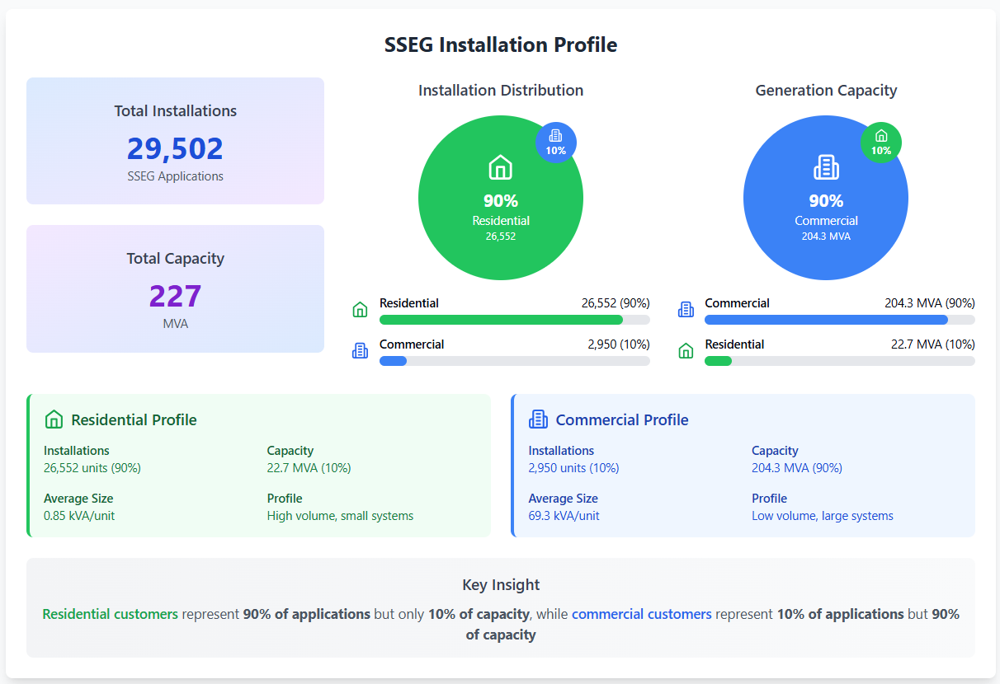 SSEG Installation Profile
Total Installations
29,502
SSEG Applications
Total Capacity
227
MVA
Installation Distribution
10%
90%
Residential
26,552
Residential 26,552 (90%)
Commercial 2,950 (10%)
Generation Capacity
10%
90%
Commercial
204.3 MVA
Commercial 204.3 MVA (90%)
Residential 22.7 MVA (10%)
Residential Profile
Installations
26,552 units (90%)
Capacity
22.7 MVA (10%)
Average Size
0.85 kVA/unit
Profile
High volume, small systems
Commercial Profile
Installations
2,950 units (10%)
Capacity
204.3 MVA (90%)
Average Size
69.3 kVA/unit
Profile
Low volume, large systems
Key Insight
Residential customers represent 90% of applications but only 10% of capacity, while commercial customers represent 10% of applications but 90%
of capacity